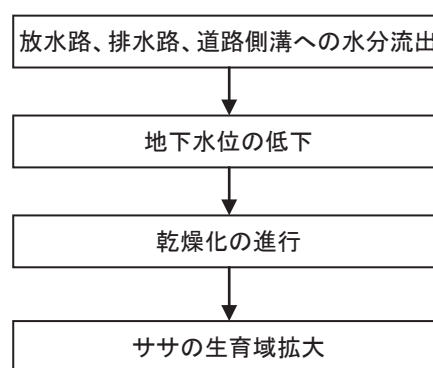 放水路、排水路、道路側溝への水分流出
地下水位の低下
乾燥化の進行
ササの生育域拡大